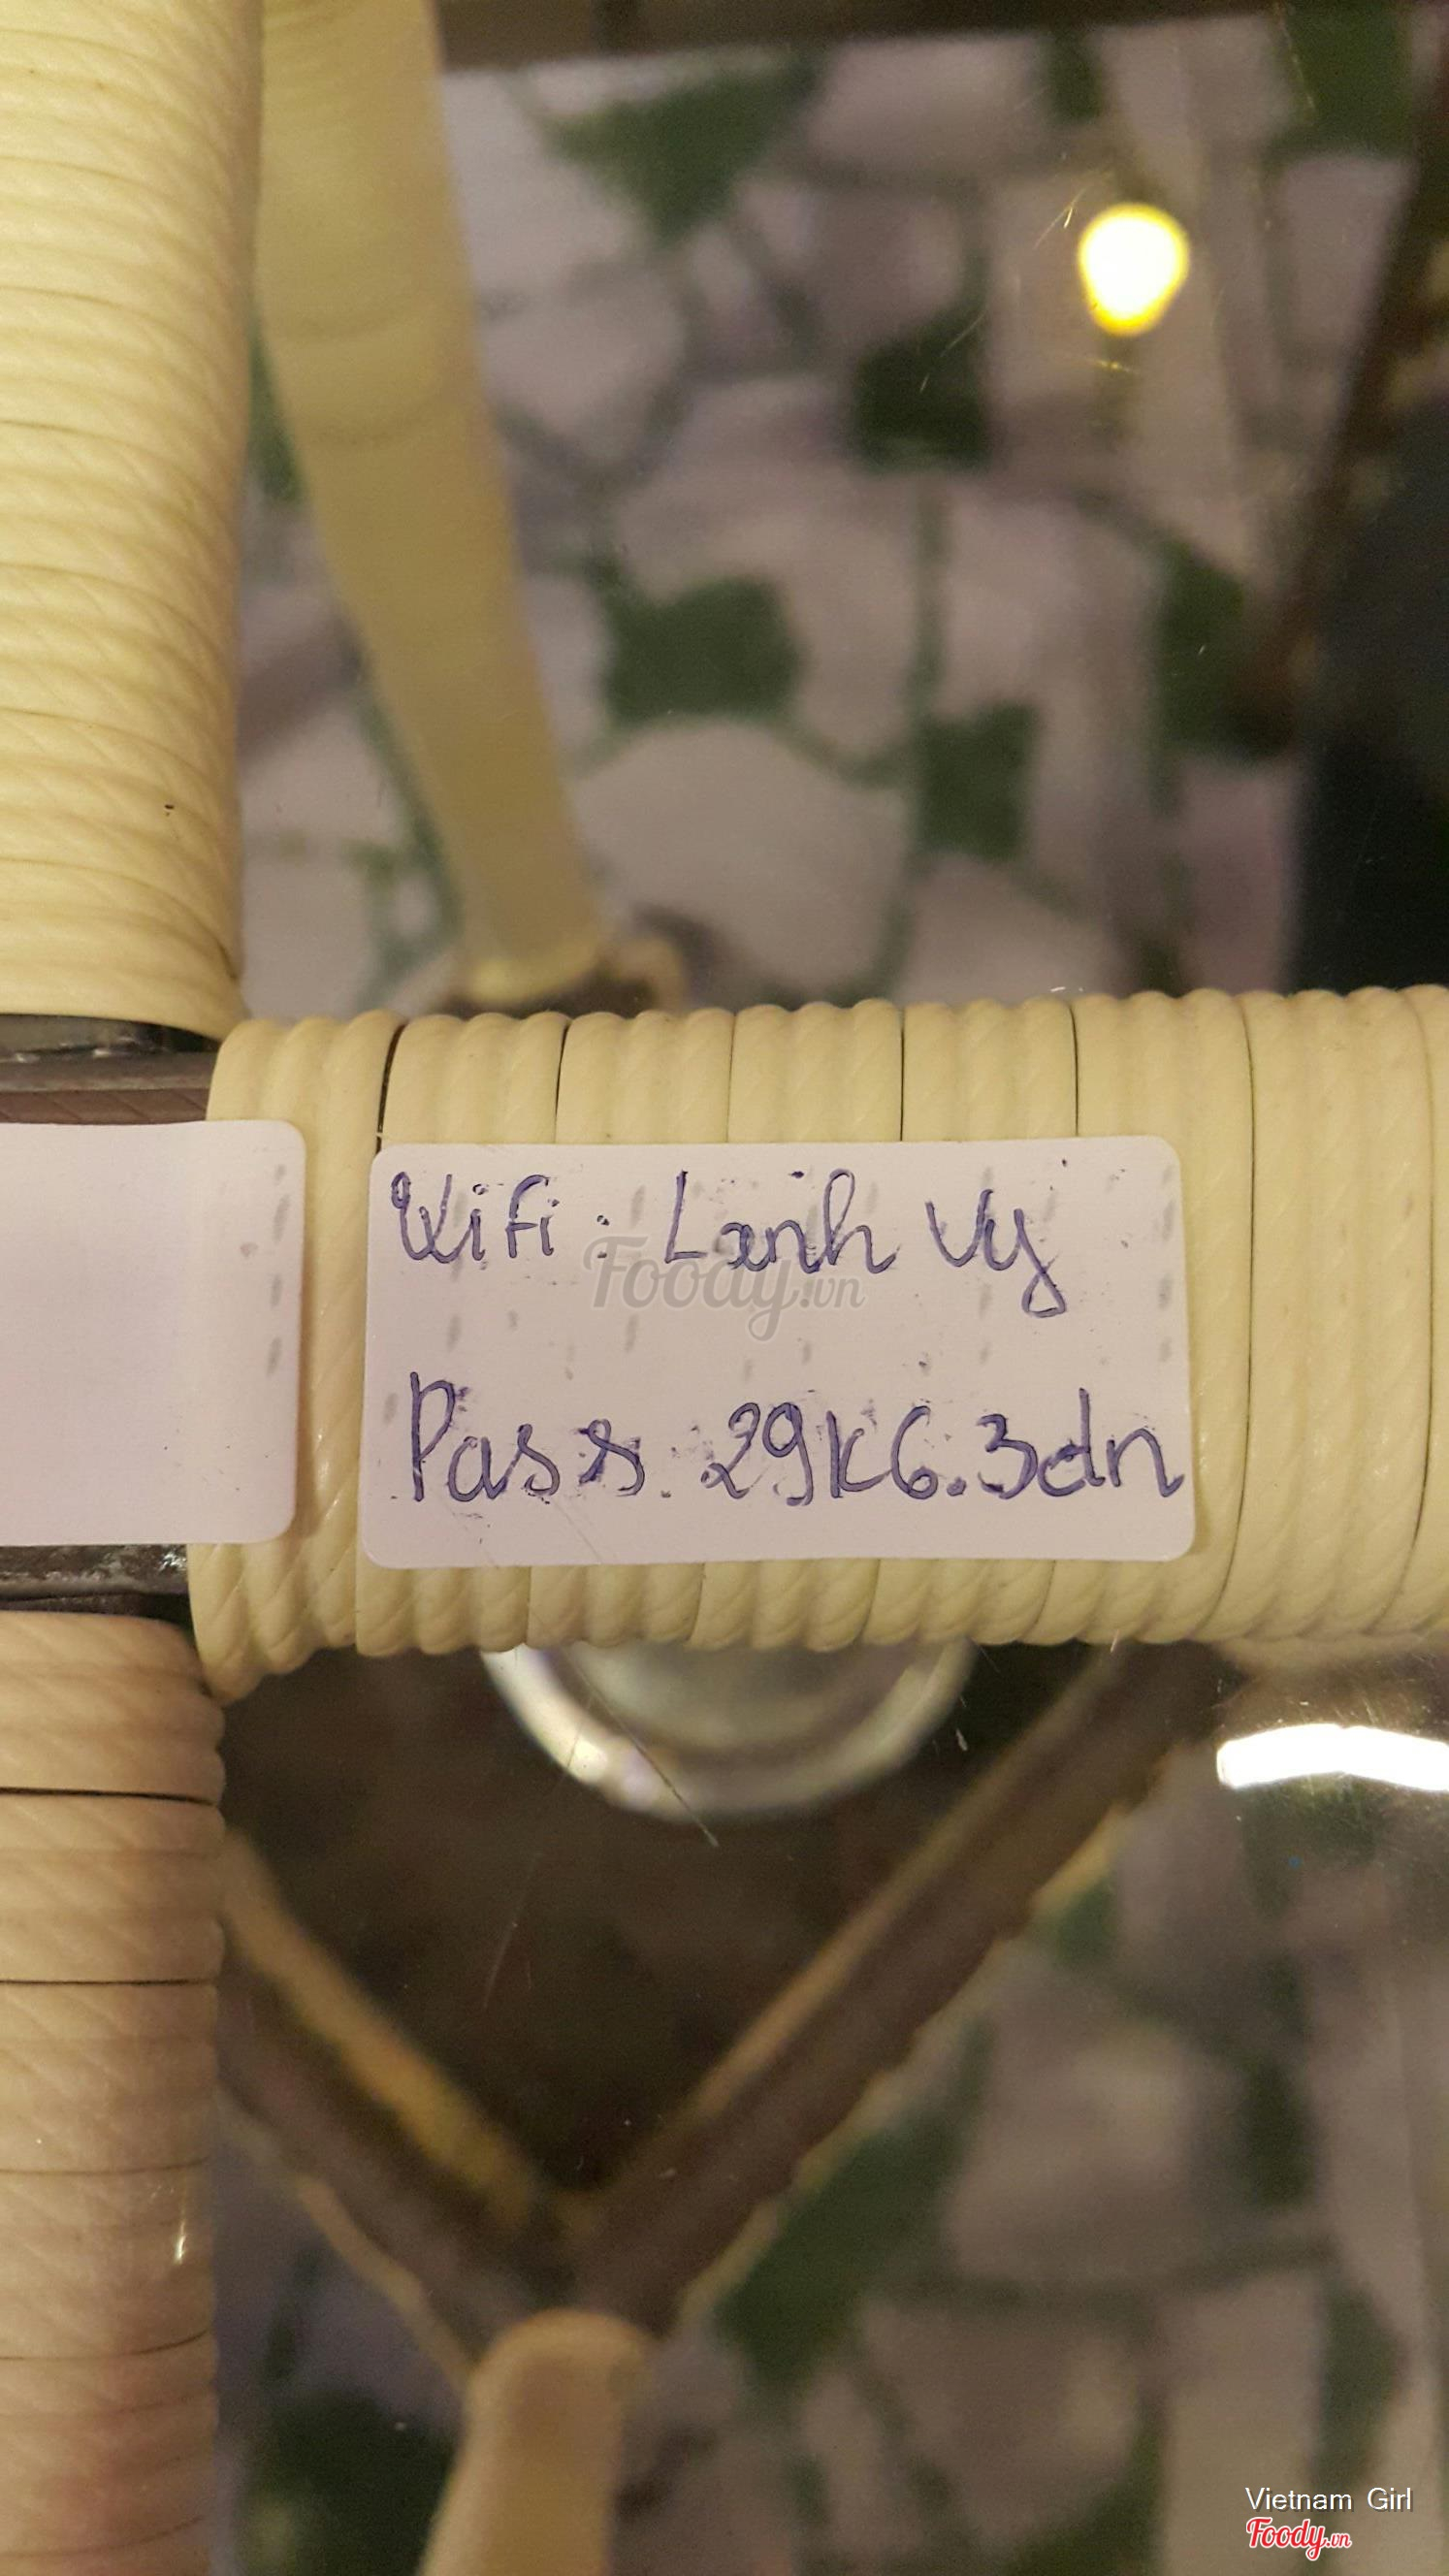 Wifi : Lanh Vy
Foody.vn
Pass. 29k6.3dn
Vietnam Girl
Foody.vn